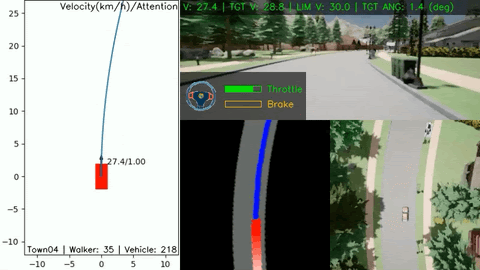 Velocity(km/h)/Attention
V: 27.4 | TGT V: 28.8 | LIM V: 30.0 | TGT ANG: 1.4 (deg)
25
20
15
10
5
0
−5
−10
27.4/1.00
Throttle
Brake
Town04 | Walker: 35 | Vehicle: 218
−10
−5
0
5
10